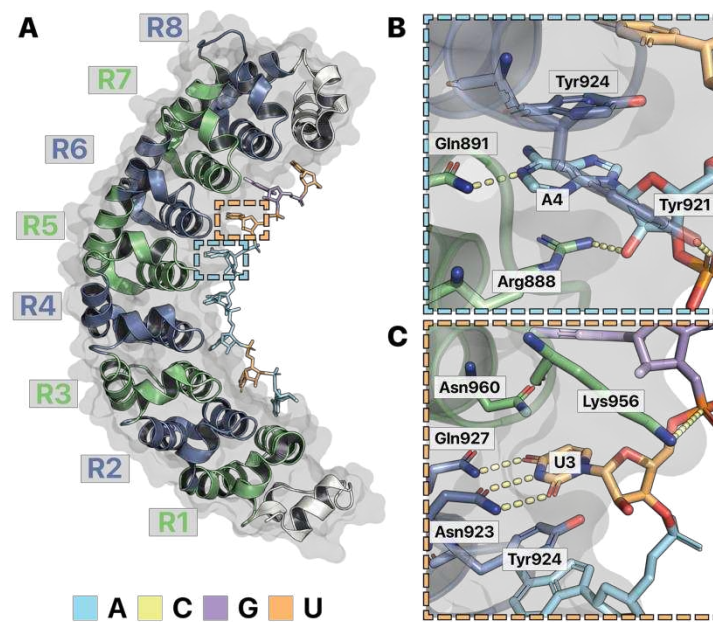 A
R8
R7
R6
R5
R4
R3
R2
R1
A C G U
B
Tyr924
Gln891
A4
Tyr921
Arg888
C
Asn960
Lys956
Gln927
U3
Asn923
Tyr924